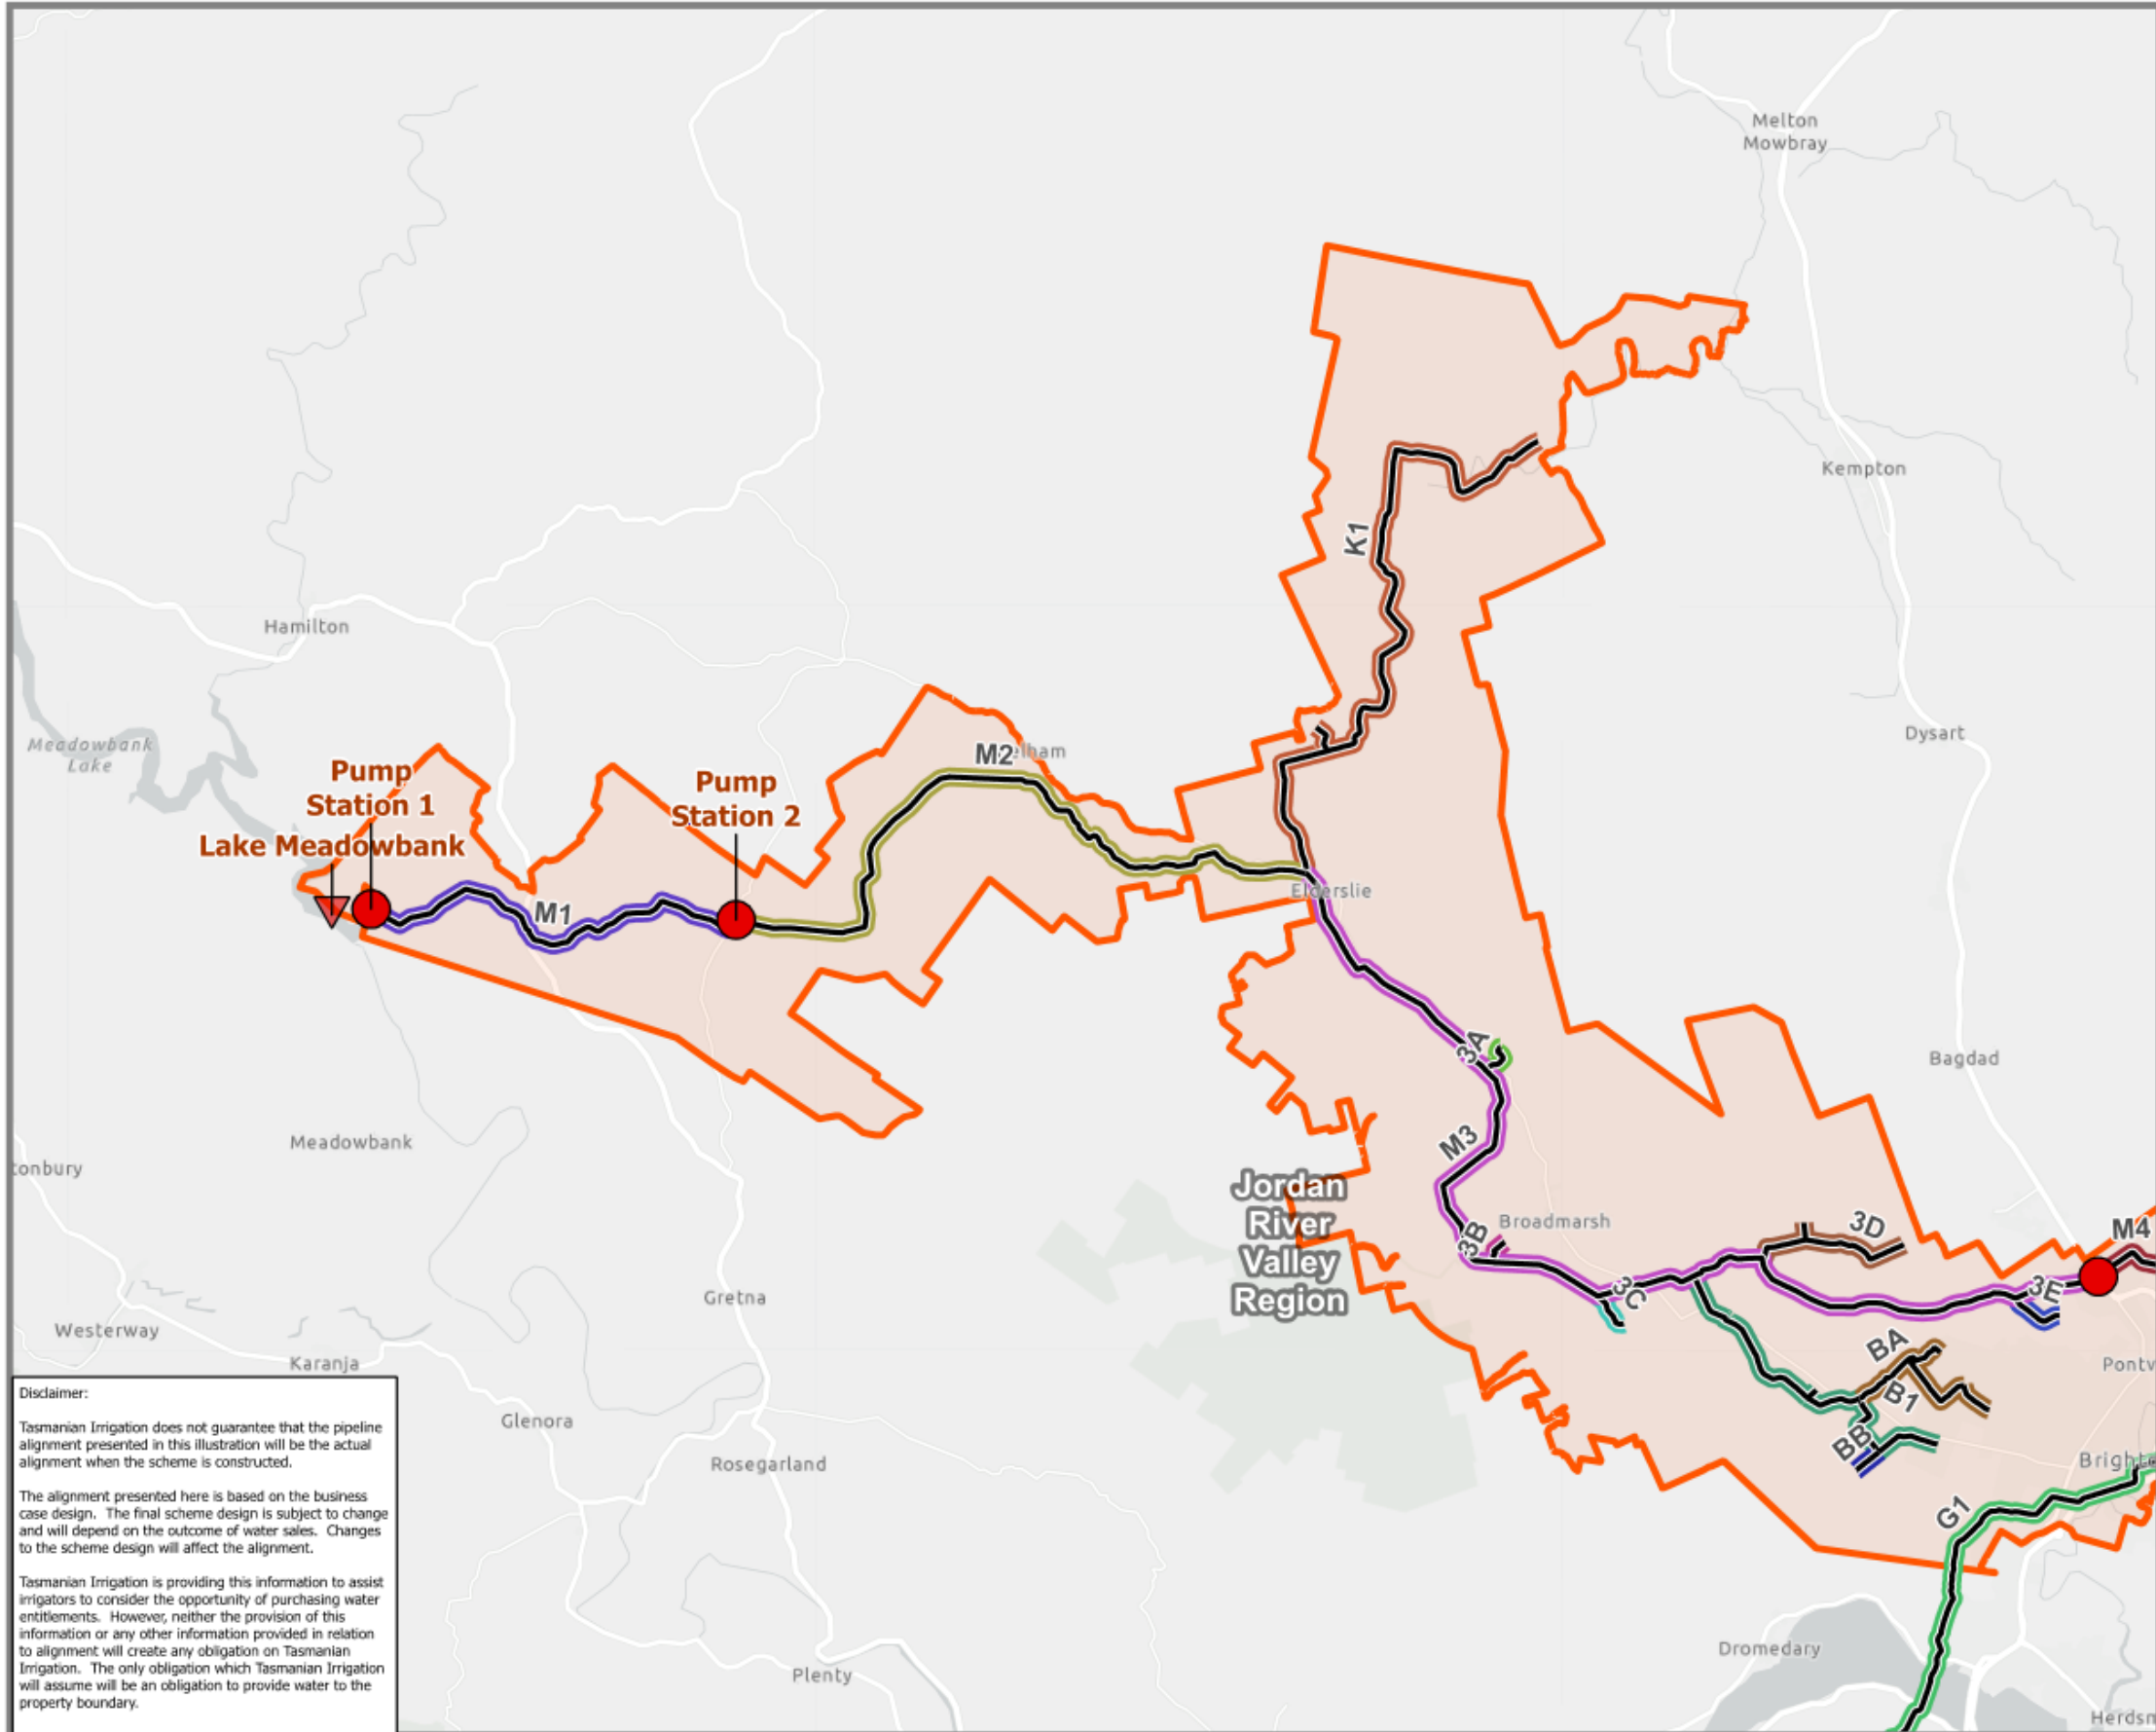 Melton
Mowbray
Kempton
K1
Hamilton
Meadowbank
Lake
Dysart
M2
Pump
Station 1
Pump
Station 2
Lake Meadowbank
M1
Elderslie
3A
Bagdad
Meadowbank
M3
Jordan
River
Valley
Region
3B
Broadmarsh
3D
M4
3C
3E
Gretna
Westerway
Karanja
BA
B1
BB
Glenora
Rosegarland
G1
Plenty
Dromedary
Disclaimer:
Tasmanian Irrigation does not guarantee that the pipeline
alignment presented in this illustration will be the actual
alignment when the scheme is constructed.
The alignment presented here is based on the business
case design.  The final scheme design is subject to change
and will depend on the outcome of water sales.  Changes
to the scheme design will affect the alignment.
Tasmanian Irrigation is providing this information to assist
irrigators to consider the opportunity of purchasing water
entitlements.  However, neither the provision of this
information or any other information provided in relation
to alignment will create any obligation on Tasmanian
Irrigation.  The only obligation which Tasmanian Irrigation
will assume will be an obligation to provide water to the
property boundary.